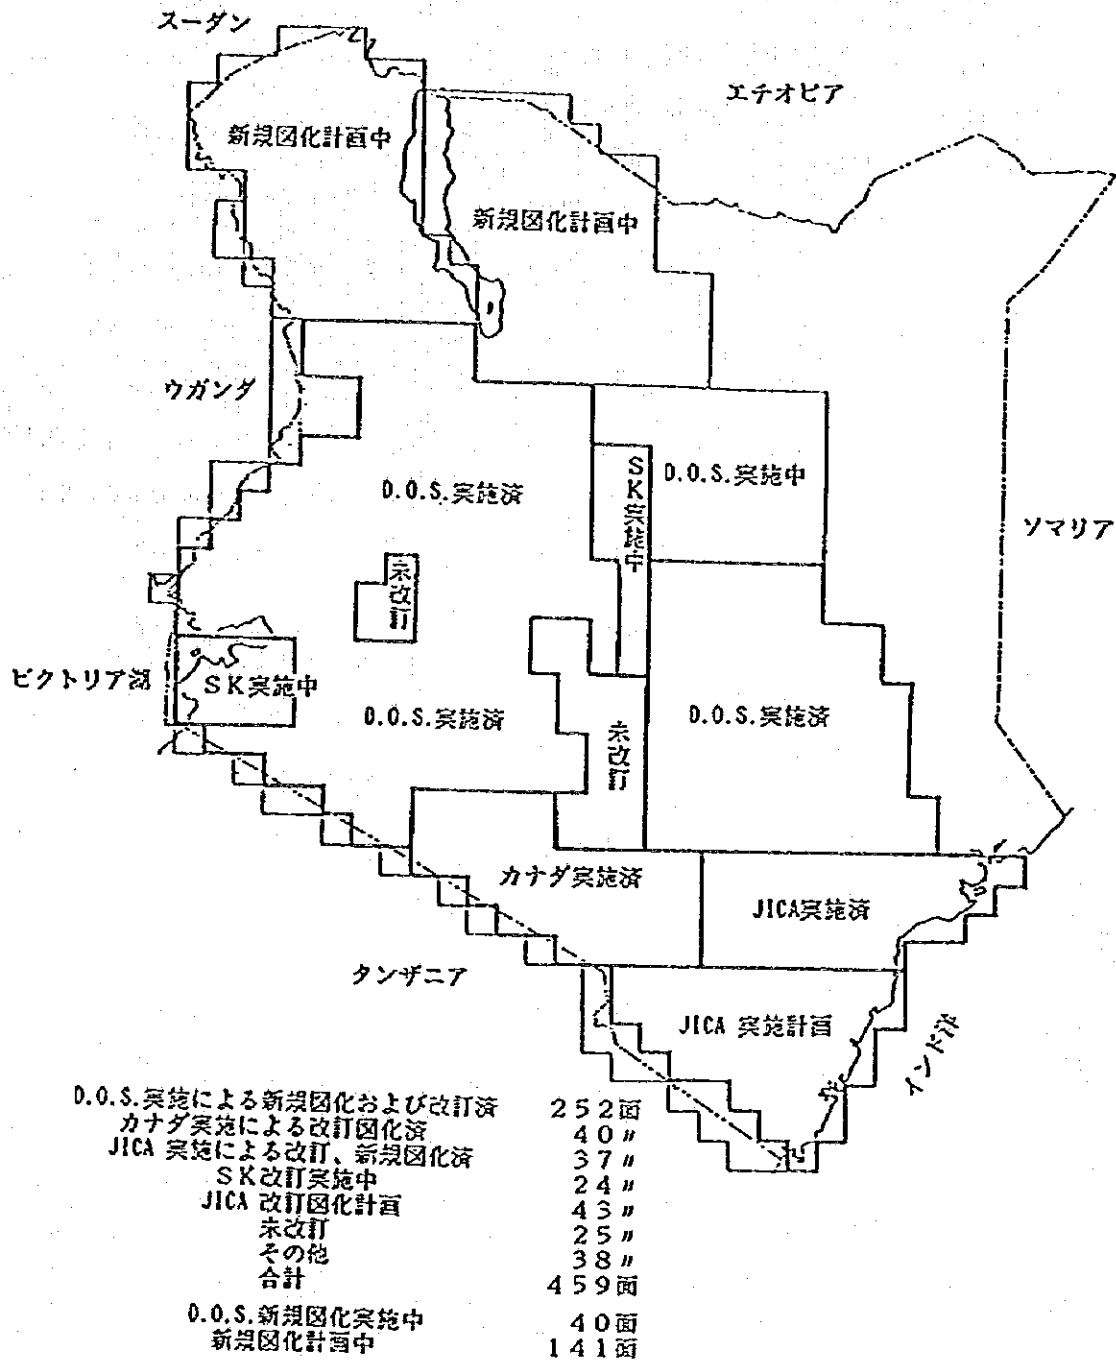 スーダン
エチオピア
新規図化計画中
新規図化計画中
ウガンダ
D.O.S.実施済
SK実施中
D.O.S.実施中
ソマリア
未改訂
ビクトリア湖
SK実施中
D.O.S.実施済
未改訂
D.O.S.実施済
カナダ実施済
JICA実施済
タンザニア
JICA 実施計画
インド洋
D.O.S.実施による新規図化および改訂済 252面
カナダ実施による改訂図化済 40〃
JICA 実施による改訂、新規図化済 37〃
SK改訂実施中 24〃
JICA 改訂図化計画 43〃
未改訂 25〃
その他 38〃
合計 459面
D.O.S.新規図化実施中 40面
新規図化計画中 141面